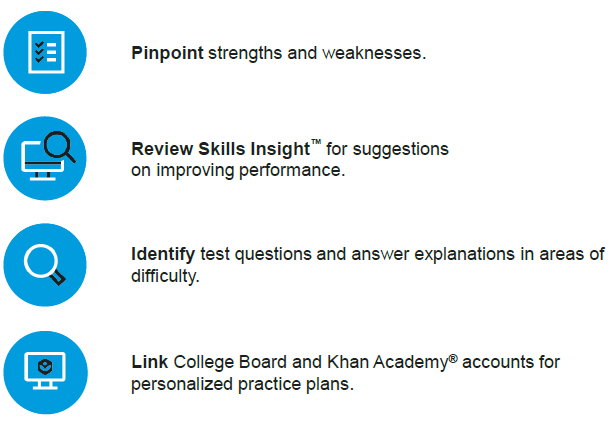 Pinpoint strengths and weaknesses.
Review Skills Insight™ for suggestions
on improving performance.
Identify test questions and answer explanations in areas of
difficulty.
Link College Board and Khan Academy® accounts for
personalized practice plans.